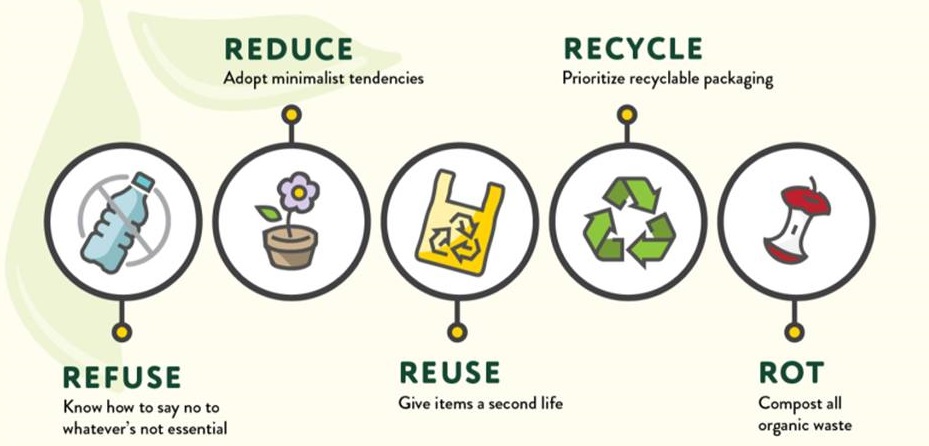 REDUCE
Adopt minimalist tendencies
RECYCLE
Prioritize recyclable packaging
REFUSE
Know how to say no to
whatever's not essential
REUSE
Give items a second life
ROT
Compost all
organic waste